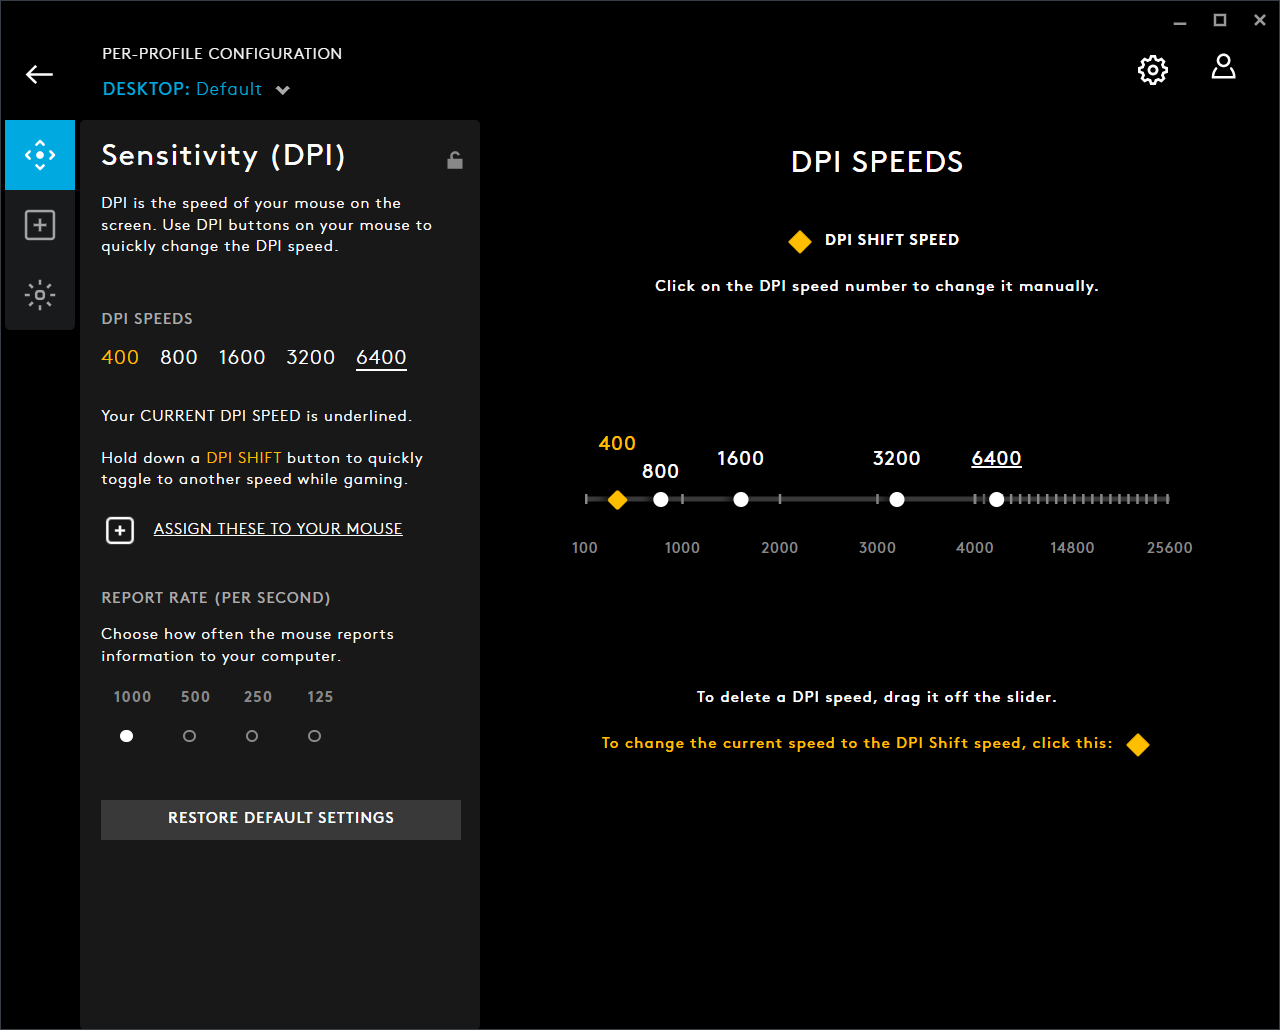 PER-PROFILE CONFIGURATION
DESKTOP: Default
Sensitivity (DPI)
DPI is the speed of your mouse on the
screen. Use DPI buttons on your mouse to
quickly change the DPI speed.
DPI SPEEDS
400 800 1600 3200 6400
Your CURRENT DPI SPEED is underlined.
Hold down a DPI SHIFT button to quickly
toggle to another speed while gaming.
ASSIGN THESE TO YOUR MOUSE
REPORT RATE (PER SECOND)
Choose how often the mouse reports
information to your computer.
1000 500 250 125
RESTORE DEFAULT SETTINGS
DPI SPEEDS
DPI SHIFT SPEED
Click on the DPI speed number to change it manually.
400 800 1600 3200 6400
100 1000 2000 3000 4000 14800 25600
To delete a DPI speed, drag it off the slider.
To change the current speed to the DPI Shift speed, click this: